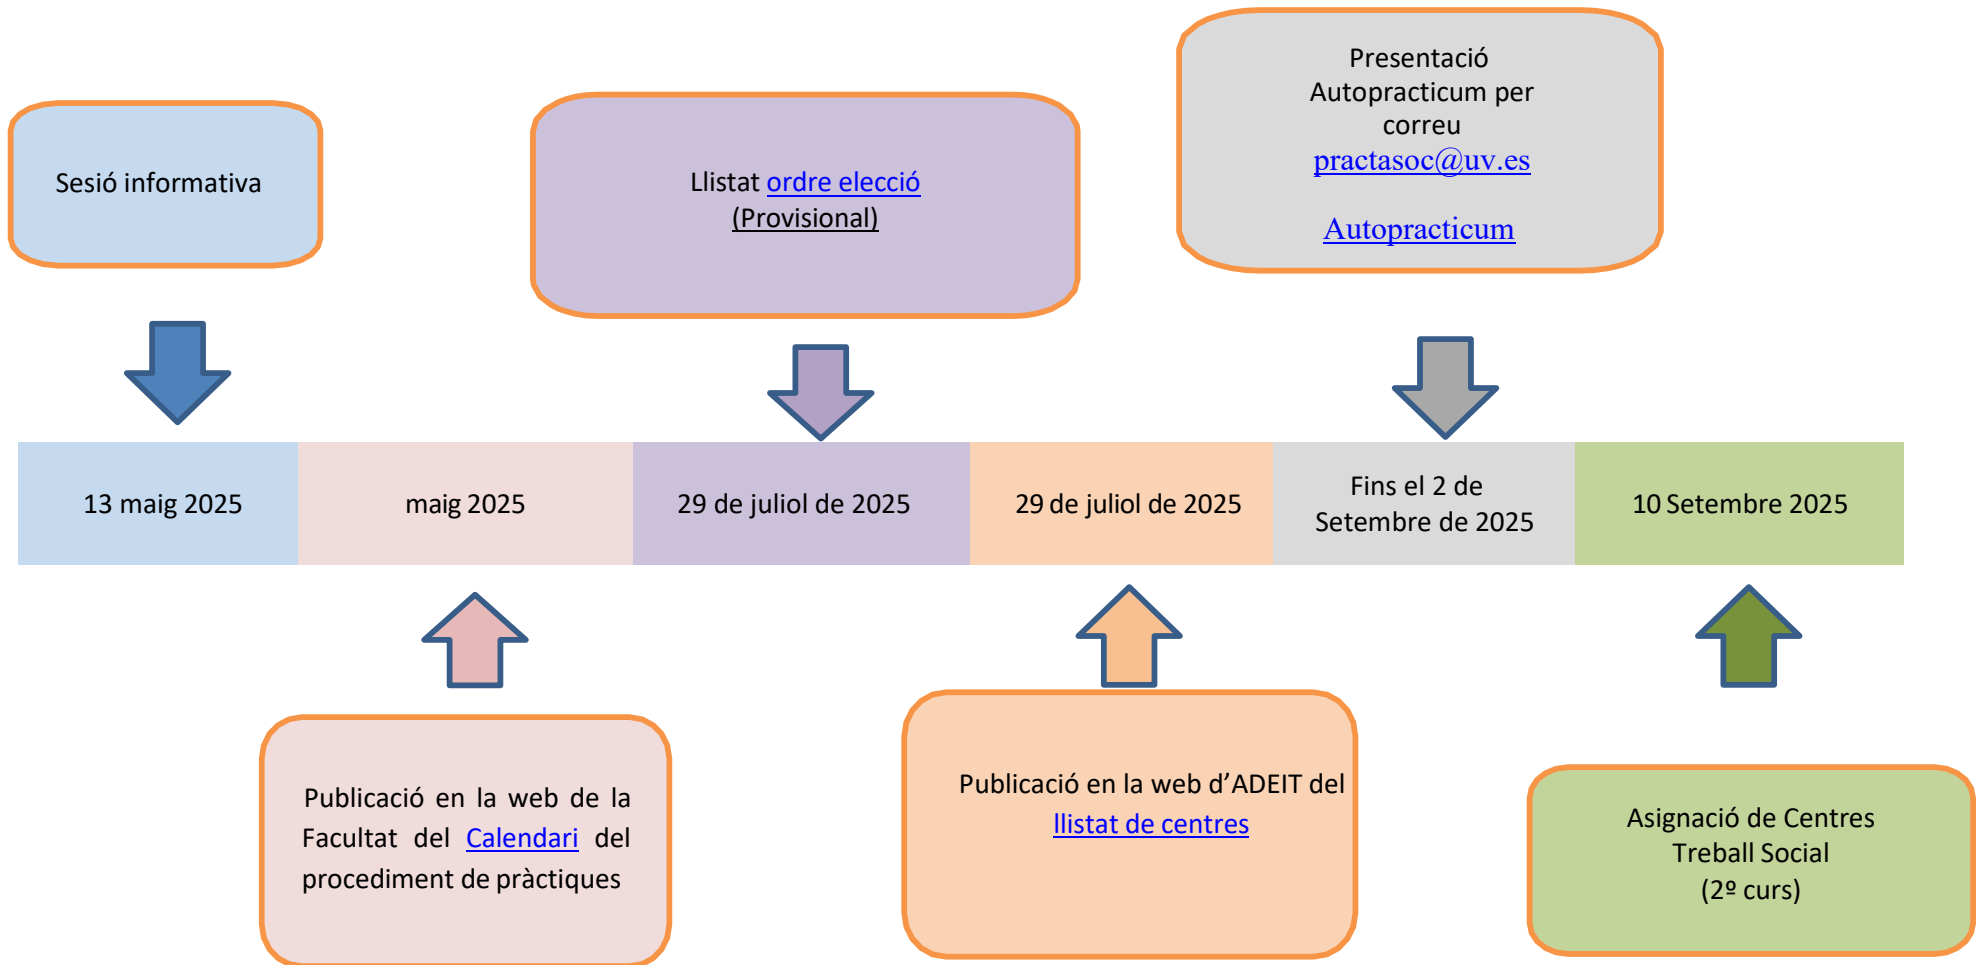 Presentació
Autopracticum per
correu
practasoc@uv.es
Autopracticum
Sesió informativa
Llistat ordre elecció
(Provisional)
13 maig 2025
maig 2025
29 de juliol de 2025
29 de juliol de 2025
Fins el 2 de
Setembre de 2025
10 Setembre 2025
Publicació en la web de la
Facultat del Calendari del
procediment de pràctiques
Publicació en la web d’ADEIT del
llistat de centres
Asignació de Centres
Treball Social
(2º curs)